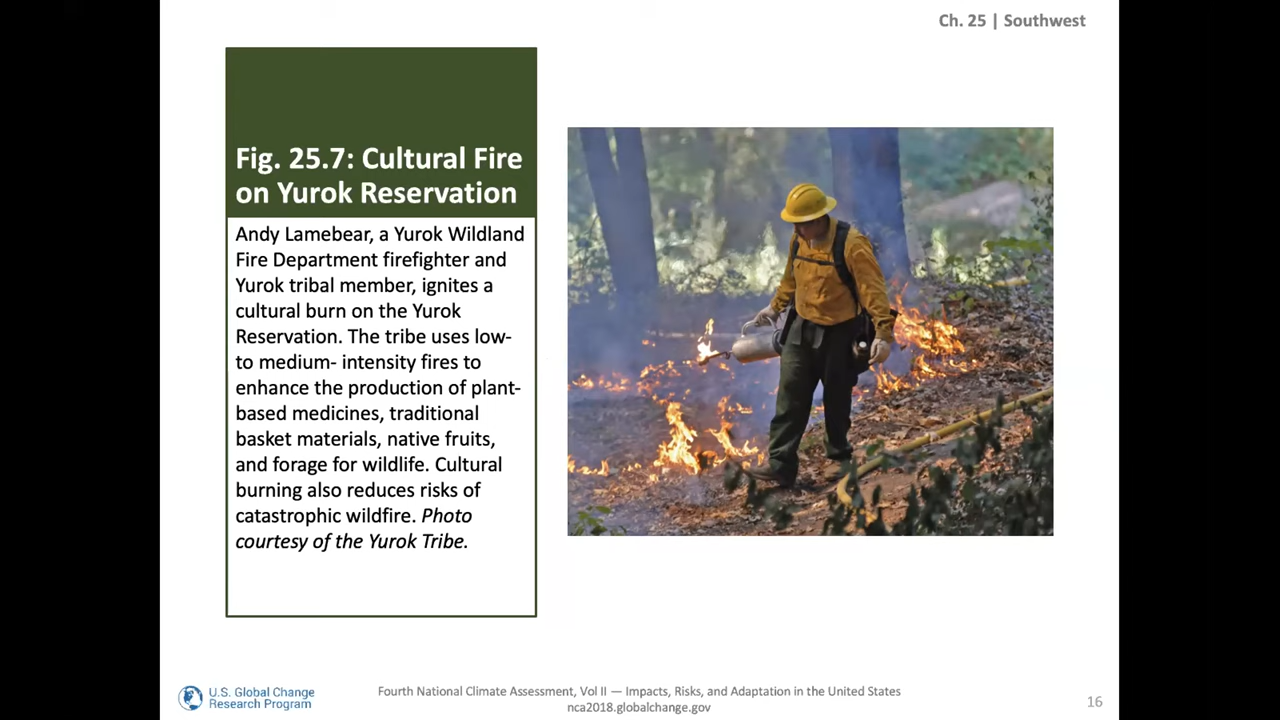 Ch. 25 | Southwest
Fig. 25.7: Cultural Fire
on Yurok Reservation
Andy Lamebear, a Yurok Wildland
Fire Department firefighter and
Yurok tribal member, ignites a
cultural burn on the Yurok
Reservation. The tribe uses low-
to medium- intensity fires to
enhance the production of plant-
based medicines, traditional
basket materials, native fruits,
and forage for wildlife. Cultural
burning also reduces risks of
catastrophic wildfire. Photo
courtesy of the Yurok Tribe.
U.S. Global Change
Research Program
Fourth National Climate Assessment, Vol II — Impacts, Risks, and Adaptation in the United States
nca2018.globalchange.gov
16